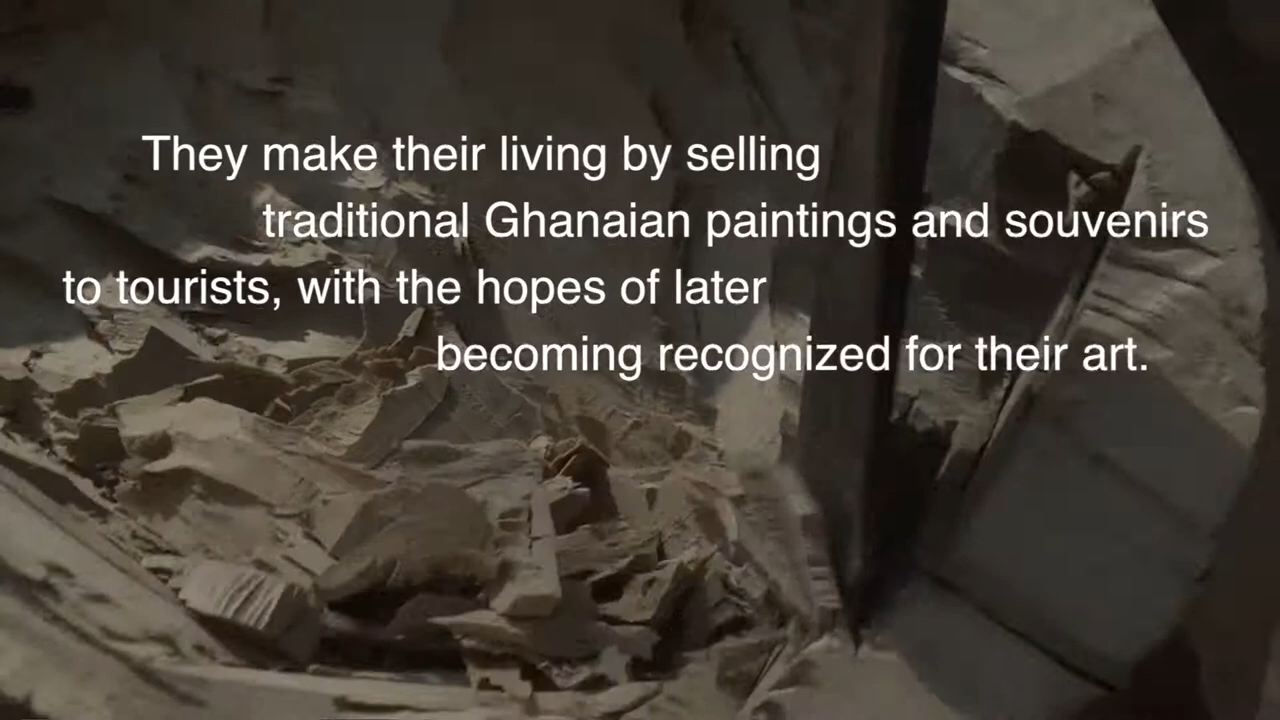 They make their living by selling
traditional Ghanaian paintings and souvenirs
to tourists, with the hopes of later
becoming recognized for their art.